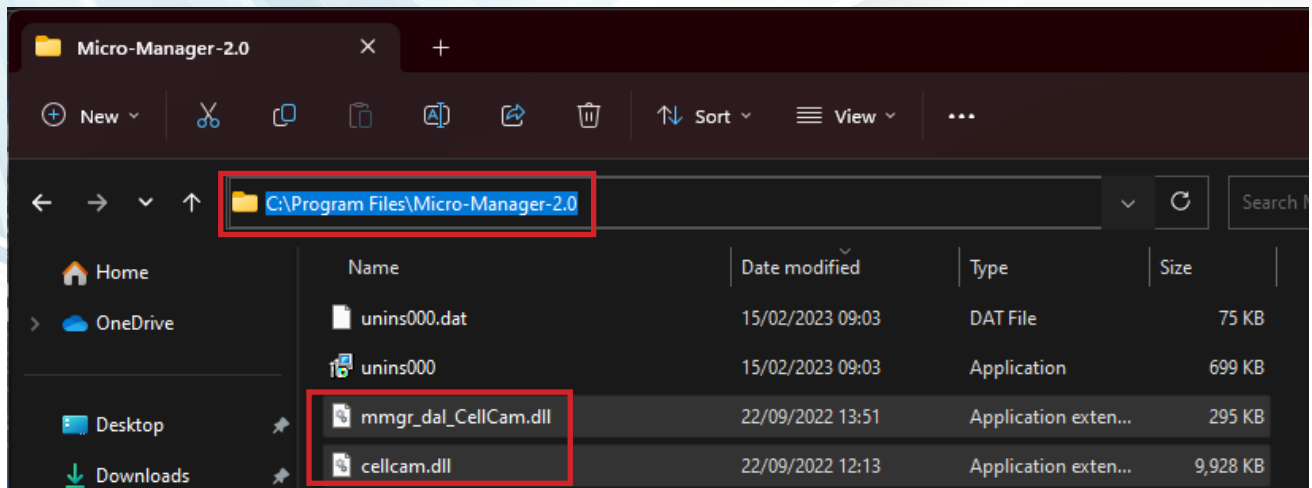 Micro-Manager-2.0
New Sort View
C:\Program Files\Micro-Manager-2.0 Search
Home Name Date modified Type Size
OneDrive unins000.dat 15/02/2023 09:03 DAT File 75 KB
unins000 15/02/2023 09:03 Application 699 KB
Desktop mmgr_dal_CellCam.dll 22/09/2022 13:51 Application exten... 295 KB
Downloads cellcam.dll 22/09/2022 12:13 Application exten... 9,928 KB